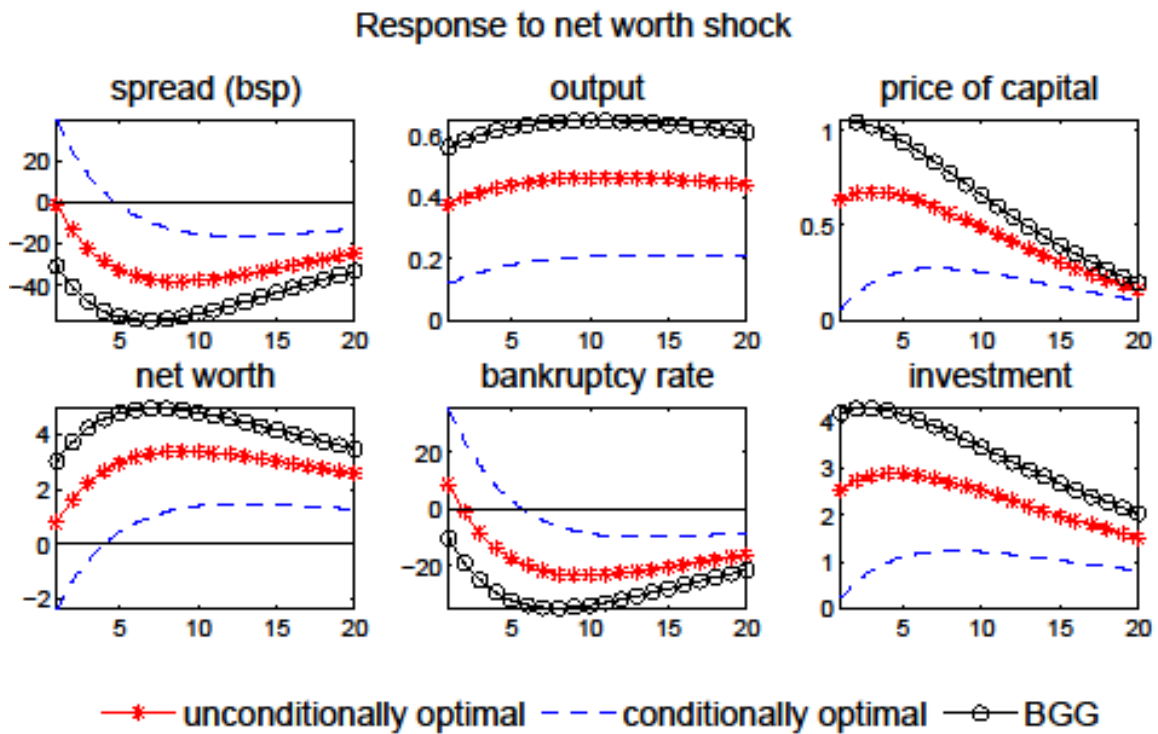 Response to net worth shock
spread (bsp) output price of capital
20
0
−20
−40
5 10 15 20
0.6
0.4
0.2
0
5 10 15 20
1
0.5
0
5 10 15 20
net worth bankruptcy rate investment
4
2
0
−2
5 10 15 20
20
0
−20
5 10 15 20
4
3
2
1
0
5 10 15 20
unconditionally optimal conditionally optimal BGG